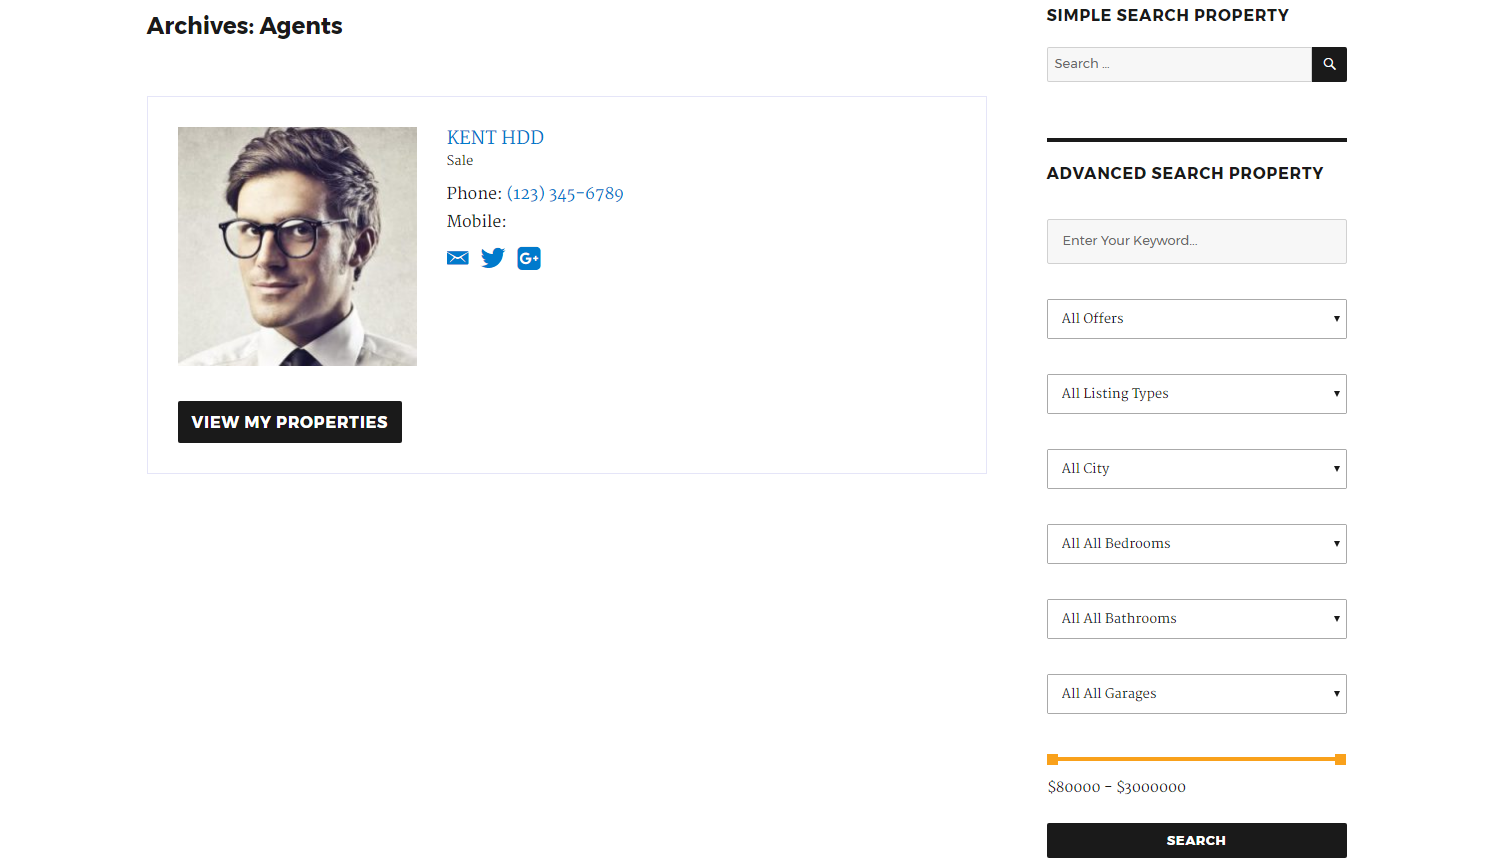 Archives: Agents
KENT HDD
Sale
Phone: (123) 345-6789
Mobile:
G+
VIEW MY PROPERTIES
SIMPLE SEARCH PROPERTY
Search ...
ADVANCED SEARCH PROPERTY
Enter Your Keyword...
All Offers
All Listing Types
All City
All All Bedrooms
All All Bathrooms
All All Garages
$80000 - $3000000
SEARCH